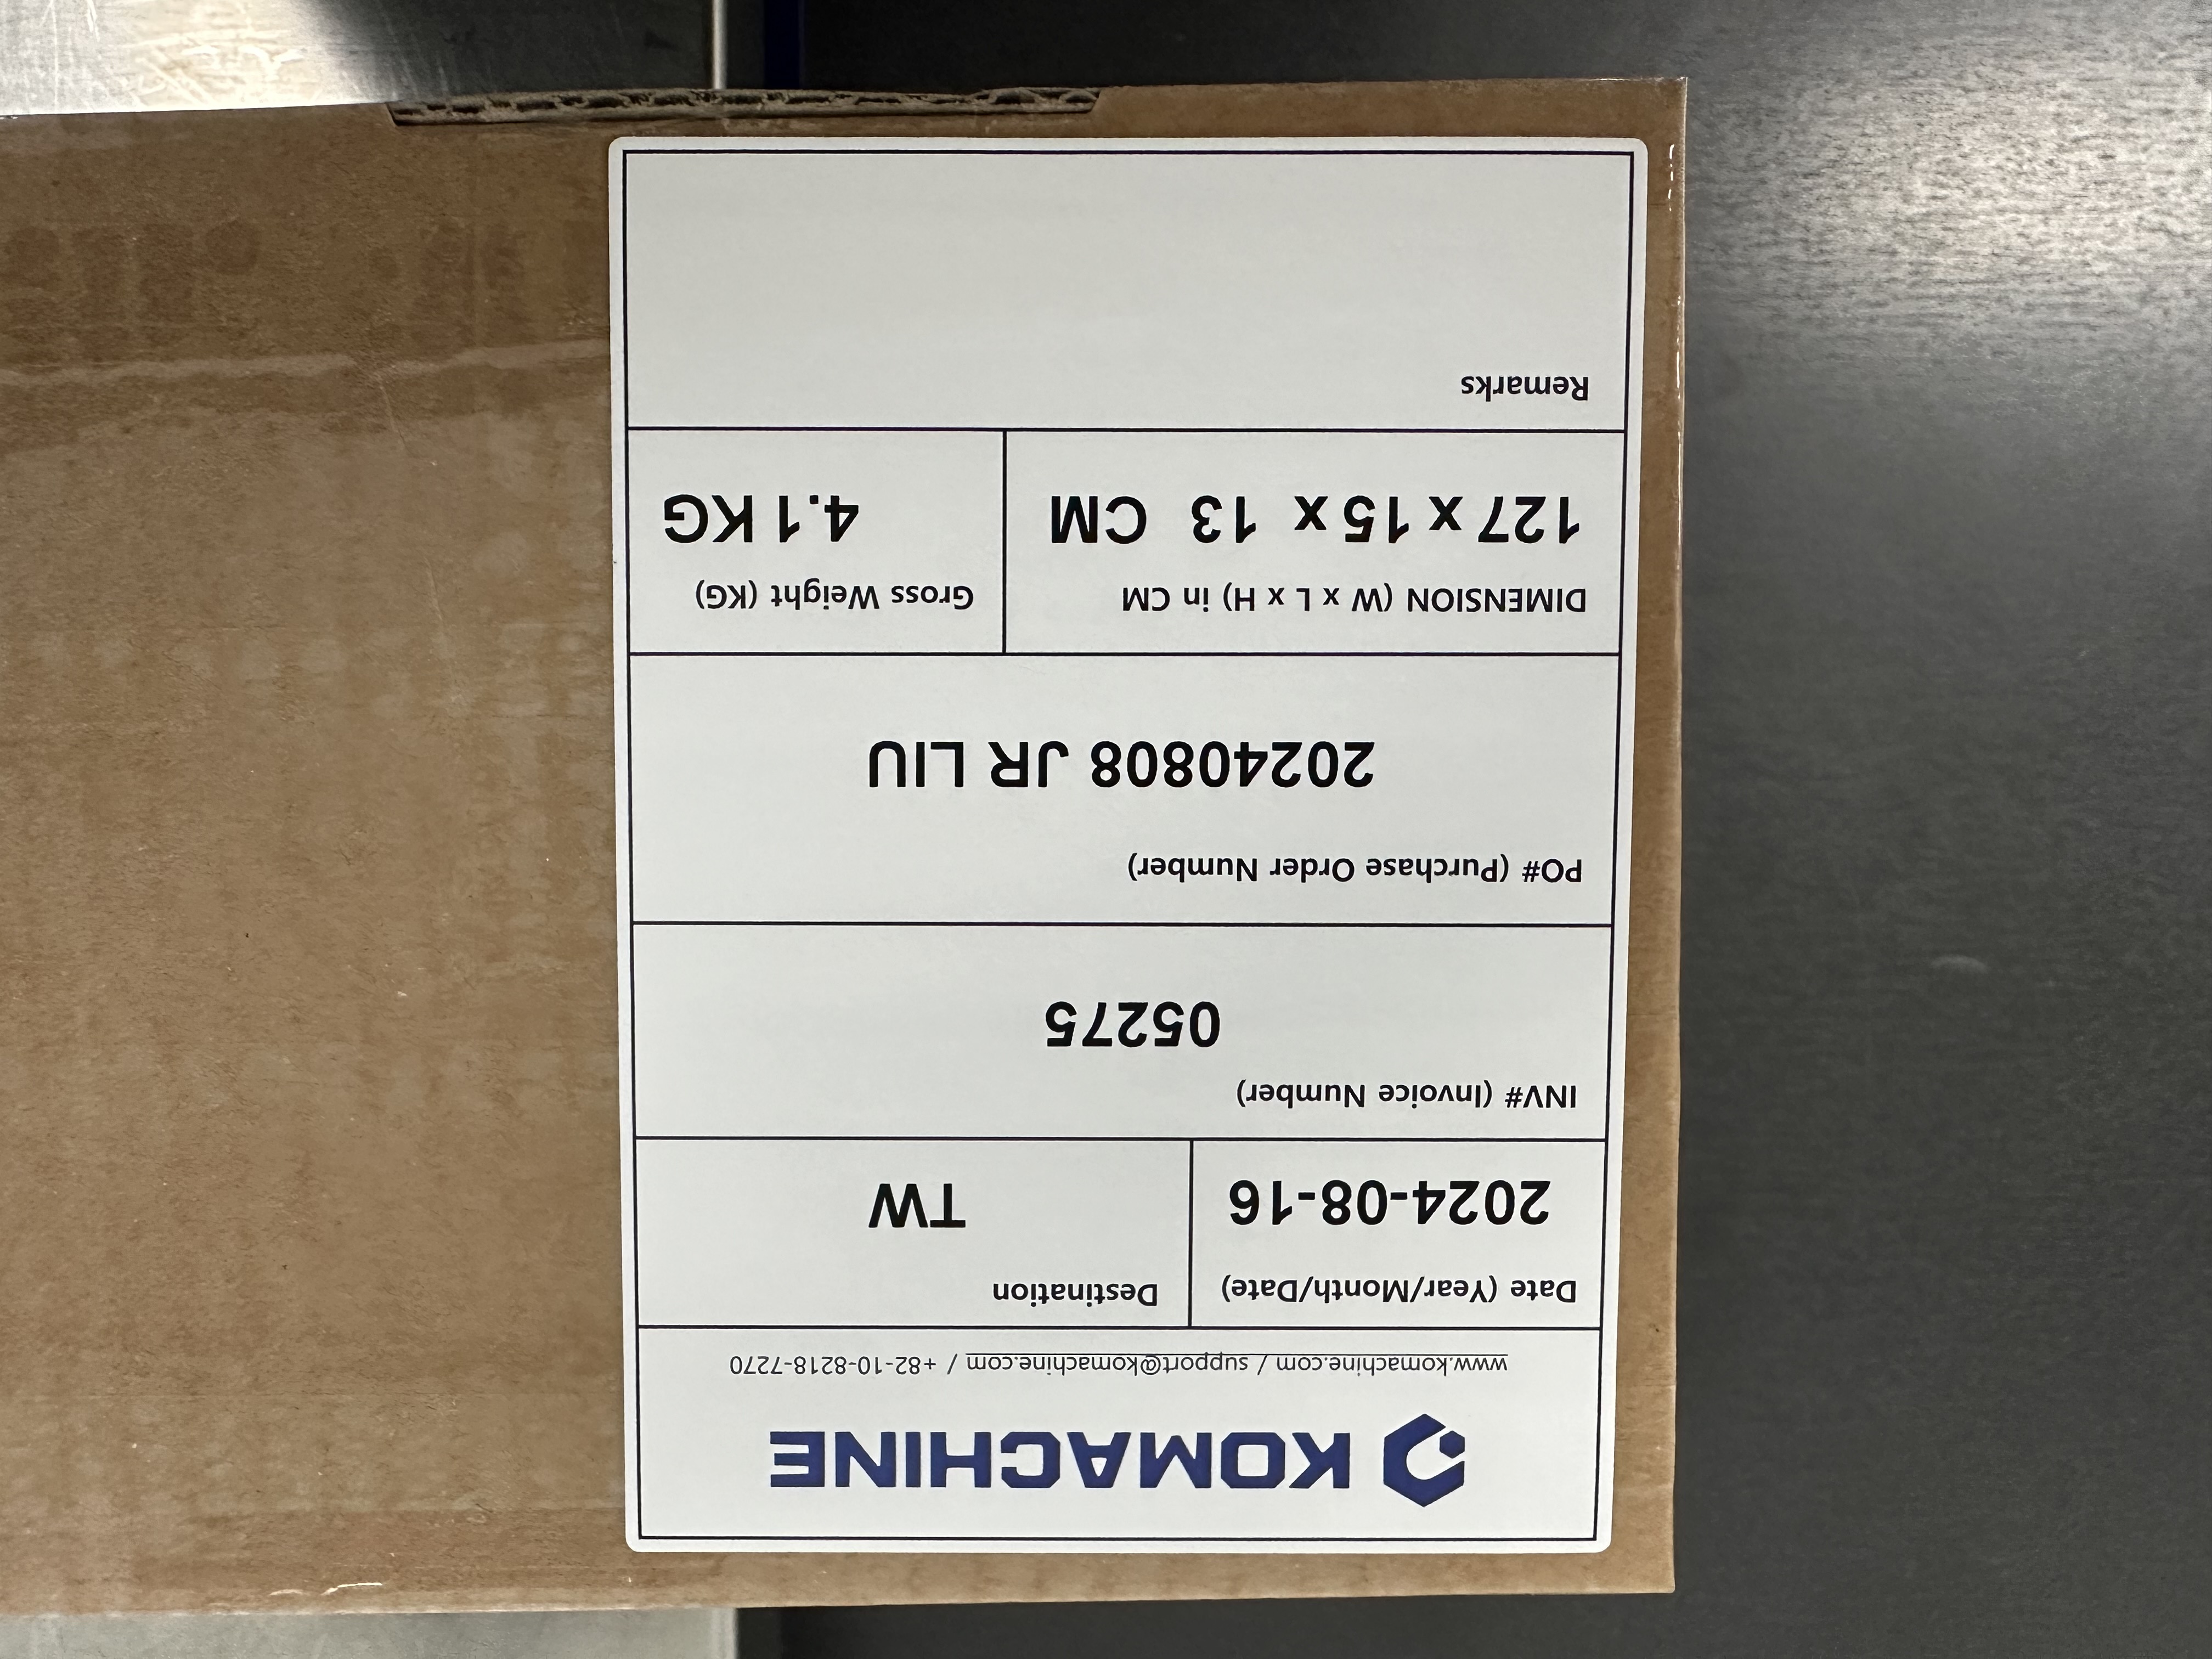 KOMACHINE
www.komachine.com / support@komachine.com / +82-10-8218-7270
Date (Year/Month/Date)
2024-08-16
Destination
TW
INV# (Invoice Number)
05275
PO# (Purchase Order Number)
20240808 JR LIU
DIMENSION (W x L x H) in CM
127 x 15 x 13 CM
Gross Weight (KG)
4.1 KG
Remarks